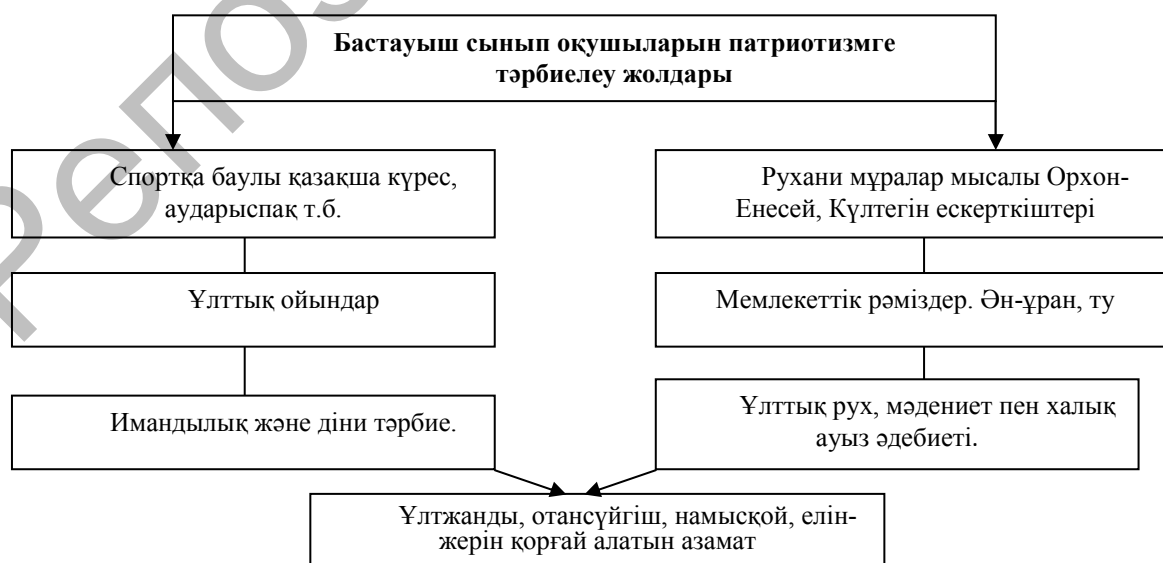 Бастауыш сынып оқушыларын патриотизмге
тәрбиелеу жолдары
Спортқа баулы қазақша күрес,
аударыспақ т.б.
Ұлттық ойындар
Имандылық және діни тәрбие.
Рухани мұралар мысалы Орхон-
Енесей, Күлтегін ескерткіштері
Мемлекеттік рәміздер. Ән-ұран, ту
Ұлттық рух, мәдениет пен халық
ауыз әдебиеті.
Ұлтжанды, отансүйгіш, намысқой, елін-
жерін қорғай алатын азамат